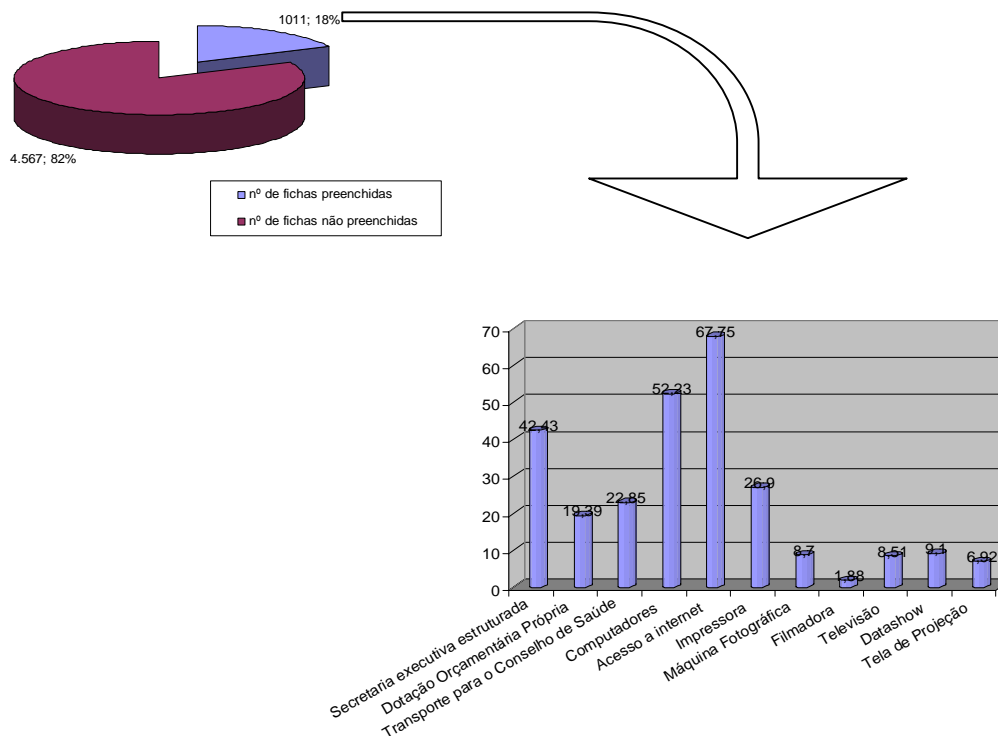 1011; 18%
4.567; 82%
nº de fichas preenchidas
nº de fichas não preenchidas
70
60
50
40
30
20
10
0
42,43
19,39
22,85
52,23
67,75
26,9
8,7
1,88
8,51
9,1
6,92
Secretaria executiva estruturada
Dotação Orçamentária Própria
Transporte para o Conselho de Saúde
Computadores
Acesso a internet
Impressora
Máquina Fotográfica
Filmadora
Televisão
Datashow
Tela de Projeção